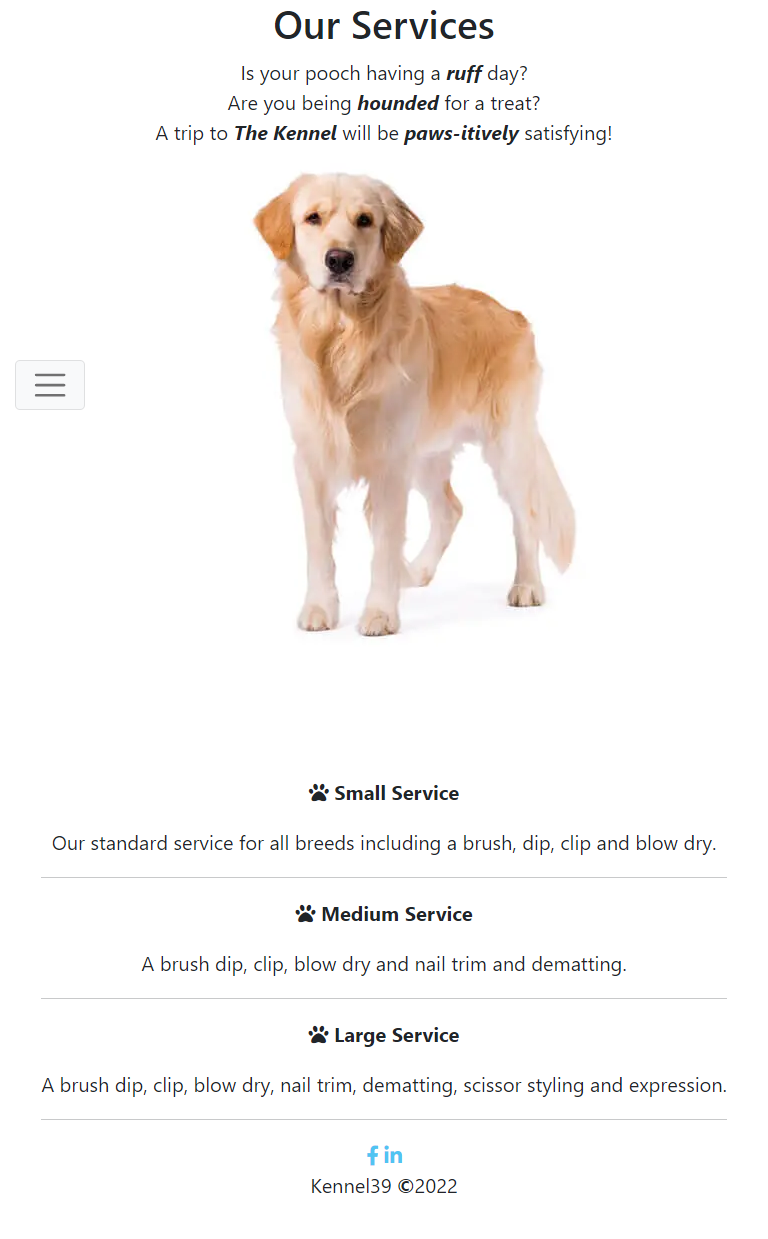 Our Services
Is your pooch having a ruff day?
Are you being hounded for a treat?
A trip to The Kennel will be paws-itively satisfying!
Small Service
Our standard service for all breeds including a brush, dip, clip and blow dry.
Medium Service
A brush dip, clip, blow dry and nail trim and dematting.
Large Service
A brush dip, clip, blow dry, nail trim, dematting, scissor styling and expression.
Kennel39 ©2022